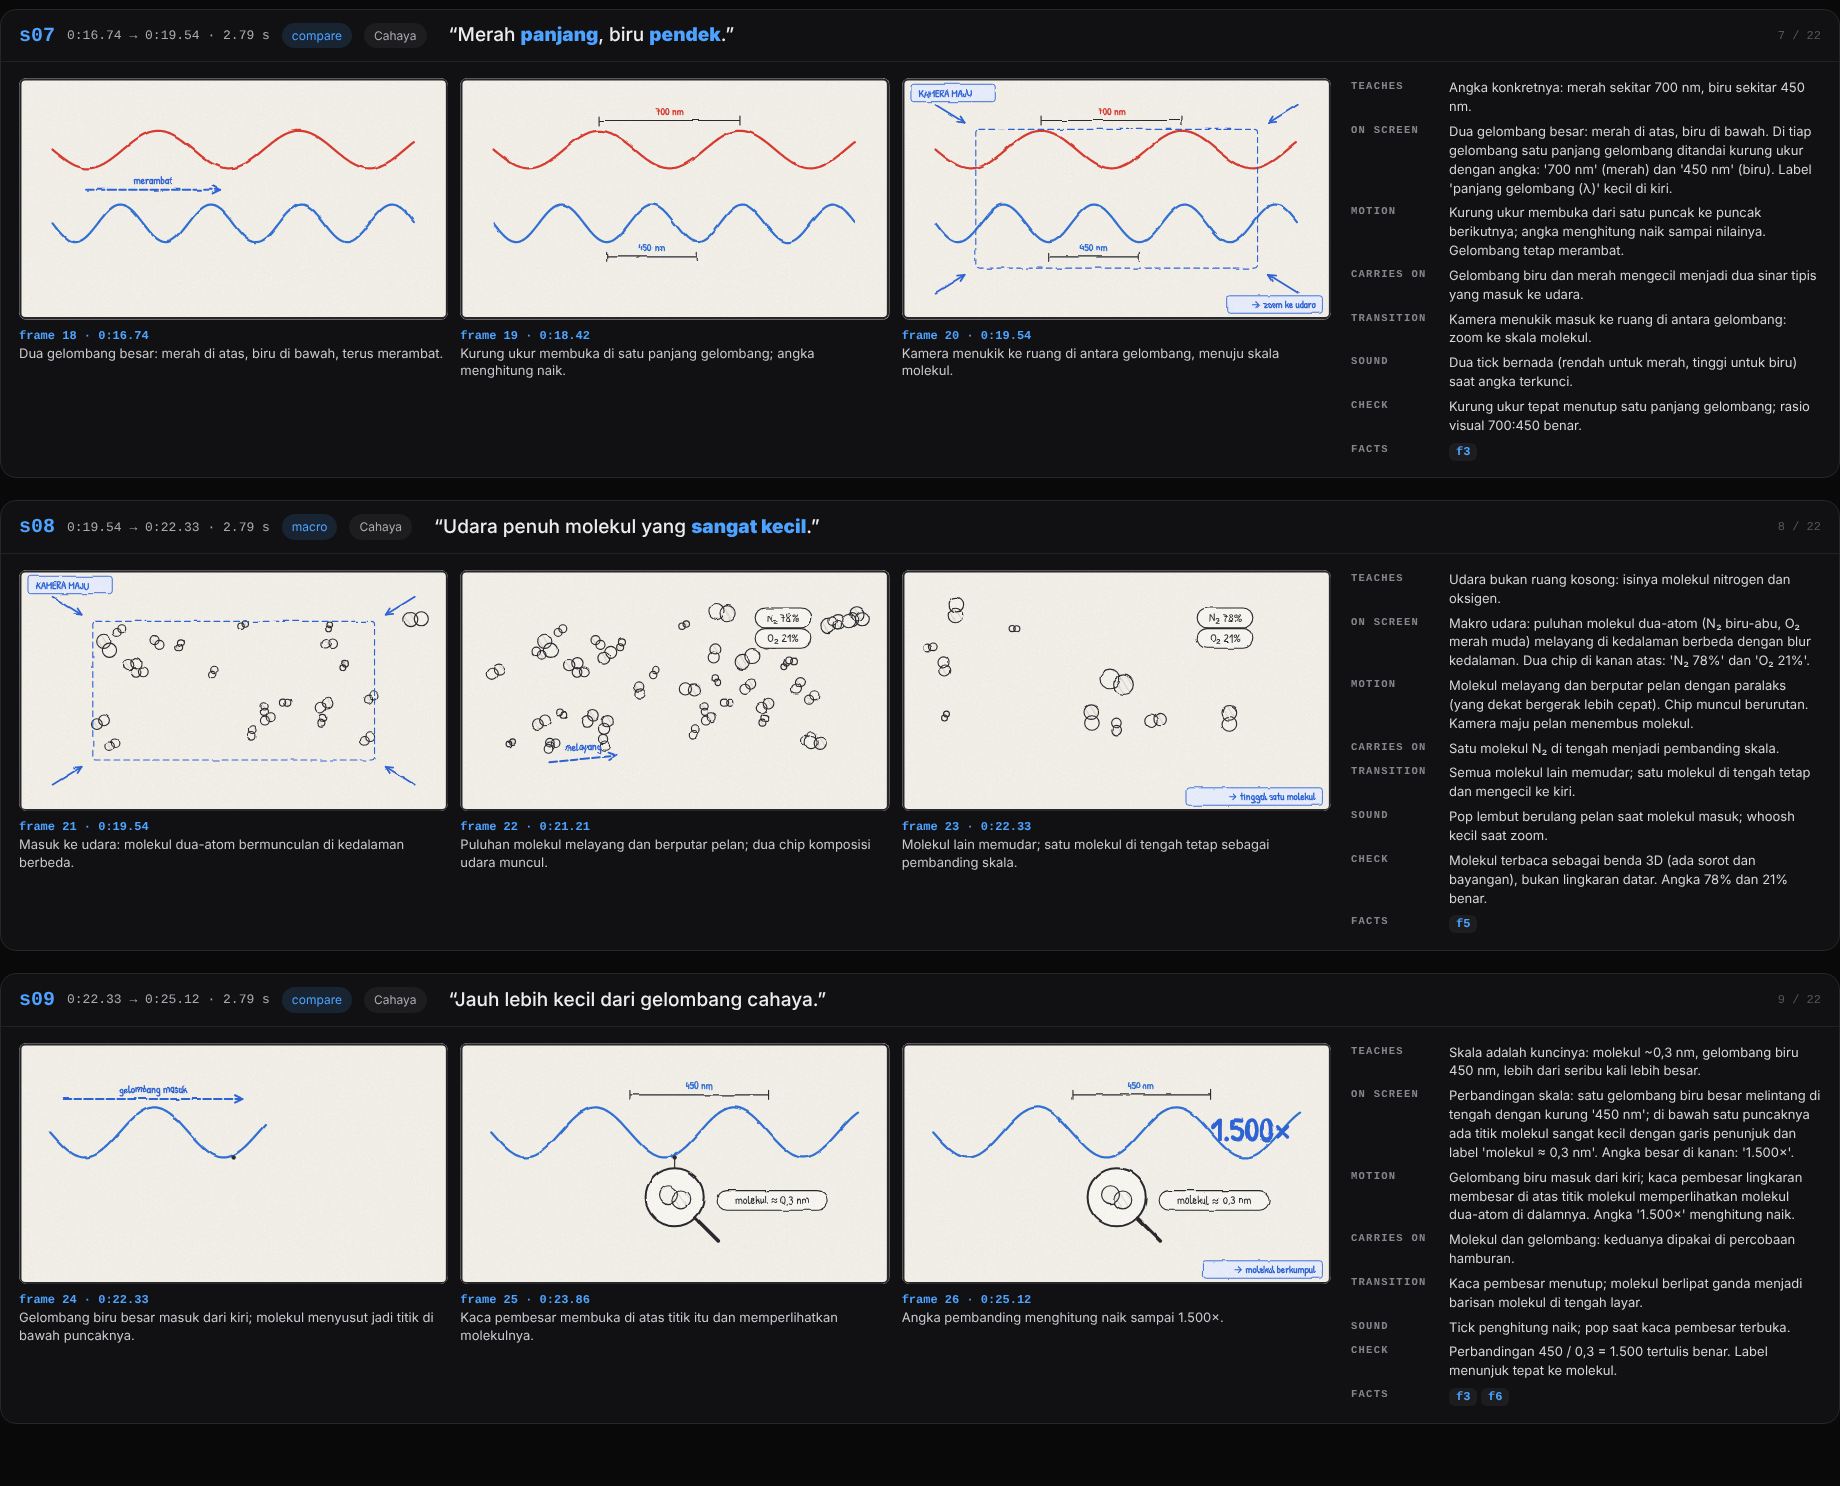 s07 0:16.74 → 0:19.54 · 2.79 s compare Cahaya “Merah panjang, biru pendek.” 7 / 22
merambat
700 nm
450 nm
KAMERA MAJU
700 nm
450 nm
→ zoom ke udara
frame 18 · 0:16.74
Dua gelombang besar: merah di atas, biru di bawah, terus merambat.
frame 19 · 0:18.42
Kurung ukur membuka di satu panjang gelombang; angka
menghitung naik.
frame 20 · 0:19.54
Kamera menukik ke ruang di antara gelombang, menuju skala
molekul.
TEACHES Angka konkretnya: merah sekitar 700 nm, biru sekitar 450
nm.
ON SCREEN Dua gelombang besar: merah di atas, biru di bawah. Di tiap
gelombang satu panjang gelombang ditandai kurung ukur
dengan angka: '700 nm' (merah) dan '450 nm' (biru). Label
'panjang gelombang (λ)' kecil di kiri.
MOTION Kurung ukur membuka dari satu puncak ke puncak
berikutnya; angka menghitung naik sampai nilainya.
Gelombang tetap merambat.
CARRIES ON Gelombang biru dan merah mengecil menjadi dua sinar tipis
yang masuk ke udara.
TRANSITION Kamera menukik masuk ke ruang di antara gelombang:
zoom ke skala molekul.
SOUND Dua tick bernada (rendah untuk merah, tinggi untuk biru)
saat angka terkunci.
CHECK Kurung ukur tepat menutup satu panjang gelombang; rasio
visual 700:450 benar.
FACTS f3
s08 0:19.54 → 0:22.33 · 2.79 s macro Cahaya “Udara penuh molekul yang sangat kecil.” 8 / 22
KAMERA MAJU
N₂ 78%
O₂ 21%
melayang
N₂ 78%
O₂ 21%
→ tinggal satu molekul
frame 21 · 0:19.54
Masuk ke udara: molekul dua-atom bermunculan di kedalaman
berbeda.
frame 22 · 0:21.21
Puluhan molekul melayang dan berputar pelan; dua chip komposisi
udara muncul.
frame 23 · 0:22.33
Molekul lain memudar; satu molekul di tengah tetap sebagai
pembanding skala.
TEACHES Udara bukan ruang kosong: isinya molekul nitrogen dan
oksigen.
ON SCREEN Makro udara: puluhan molekul dua-atom (N₂ biru-abu, O₂
merah muda) melayang di kedalaman berbeda dengan blur
kedalaman. Dua chip di kanan atas: 'N₂ 78%' dan 'O₂ 21%'.
MOTION Molekul melayang dan berputar pelan dengan paralaks
(yang dekat bergerak lebih cepat). Chip muncul berurutan.
Kamera maju pelan menembus molekul.
CARRIES ON Satu molekul N₂ di tengah menjadi pembanding skala.
TRANSITION Semua molekul lain memudar; satu molekul di tengah tetap
dan mengecil ke kiri.
SOUND Pop lembut berulang pelan saat molekul masuk; whoosh
kecil saat zoom.
CHECK Molekul terbaca sebagai benda 3D (ada sorot dan
bayangan), bukan lingkaran datar. Angka 78% dan 21%
benar.
FACTS f5
s09 0:22.33 → 0:25.12 · 2.79 s compare Cahaya “Jauh lebih kecil dari gelombang cahaya.” 9 / 22
gelombang masuk
450 nm
molekul ≈ 0,3 nm
450 nm
1.500×
molekul ≈ 0,3 nm
→ molekul berkumpul
frame 24 · 0:22.33
Gelombang biru besar masuk dari kiri; molekul menyusut jadi titik di
bawah puncaknya.
frame 25 · 0:23.86
Kaca pembesar membuka di atas titik itu dan memperlihatkan
molekulnya.
frame 26 · 0:25.12
Angka pembanding menghitung naik sampai 1.500×.
TEACHES Skala adalah kuncinya: molekul ~0,3 nm, gelombang biru
450 nm, lebih dari seribu kali lebih besar.
ON SCREEN Perbandingan skala: satu gelombang biru besar melintang di
tengah dengan kurung '450 nm'; di bawah satu puncaknya
ada titik molekul sangat kecil dengan garis penunjuk dan
label 'molekul ≈ 0,3 nm'. Angka besar di kanan: '1.500×'.
MOTION Gelombang biru masuk dari kiri; kaca pembesar lingkaran
membesar di atas titik molekul memperlihatkan molekul
dua-atom di dalamnya. Angka '1.500×' menghitung naik.
CARRIES ON Molekul dan gelombang: keduanya dipakai di percobaan
hamburan.
TRANSITION Kaca pembesar menutup; molekul berlipat ganda menjadi
barisan molekul di tengah layar.
SOUND Tick penghitung naik; pop saat kaca pembesar terbuka.
CHECK Perbandingan 450 / 0,3 = 1.500 tertulis benar. Label
menunjuk tepat ke molekul.
FACTS f3 f6